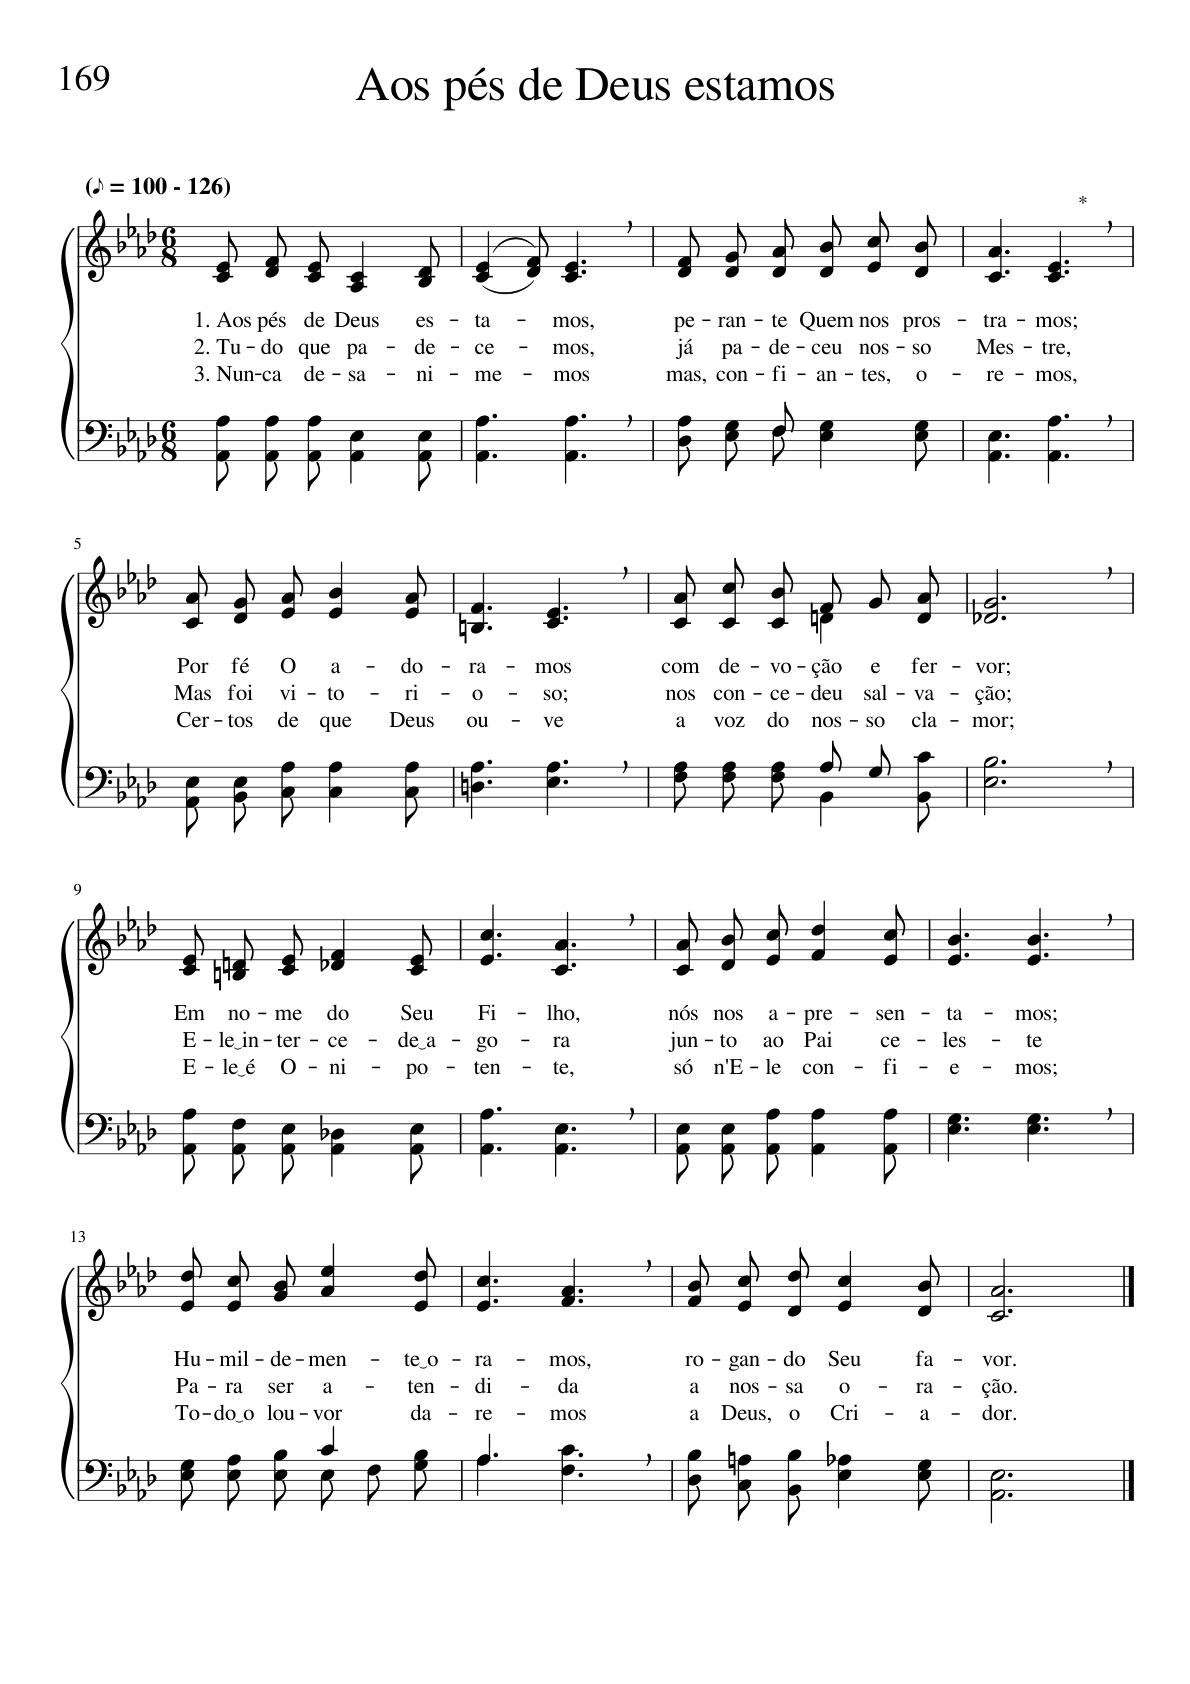 169
Aos pés de Deus estamos
(♪ = 100 - 126)
*
1. Aos pés de Deus es - ta - mos, pe - ran - te Quem nos pros - tra - mos;
2. Tu - do que pa - de - ce - mos, já pa - de - ceu nos - so Mes - tre,
3. Nun - ca de - sa - ni - me - mos mas, con - fi - an - tes, o - re - mos,
5
Por fé O a - do - ra - mos com de - vo - ção e fer - vor;
Mas foi vi - to - ri - o - so; nos con - ce - deu sal - va - ção;
Cer - tos de que Deus ou - ve a voz do nos - so cla - mor;
9
Em no - me do Seu Fi - lho, nós nos a - pre - sen - ta - mos;
E - le‿in - ter - ce - de‿a - go - ra jun - to ao Pai ce - les - te
E - le‿é O - ni - po - ten - te, só n'E - le con - fi - e - mos;
13
Hu - mil - de - men - te‿o - ra - mos, ro - gan - do Seu fa - vor.
Pa - ra ser a - ten - di - da a nos - sa o - ra - ção.
To - do‿o lou - vor da - re - mos a Deus, o Cri - a - dor.